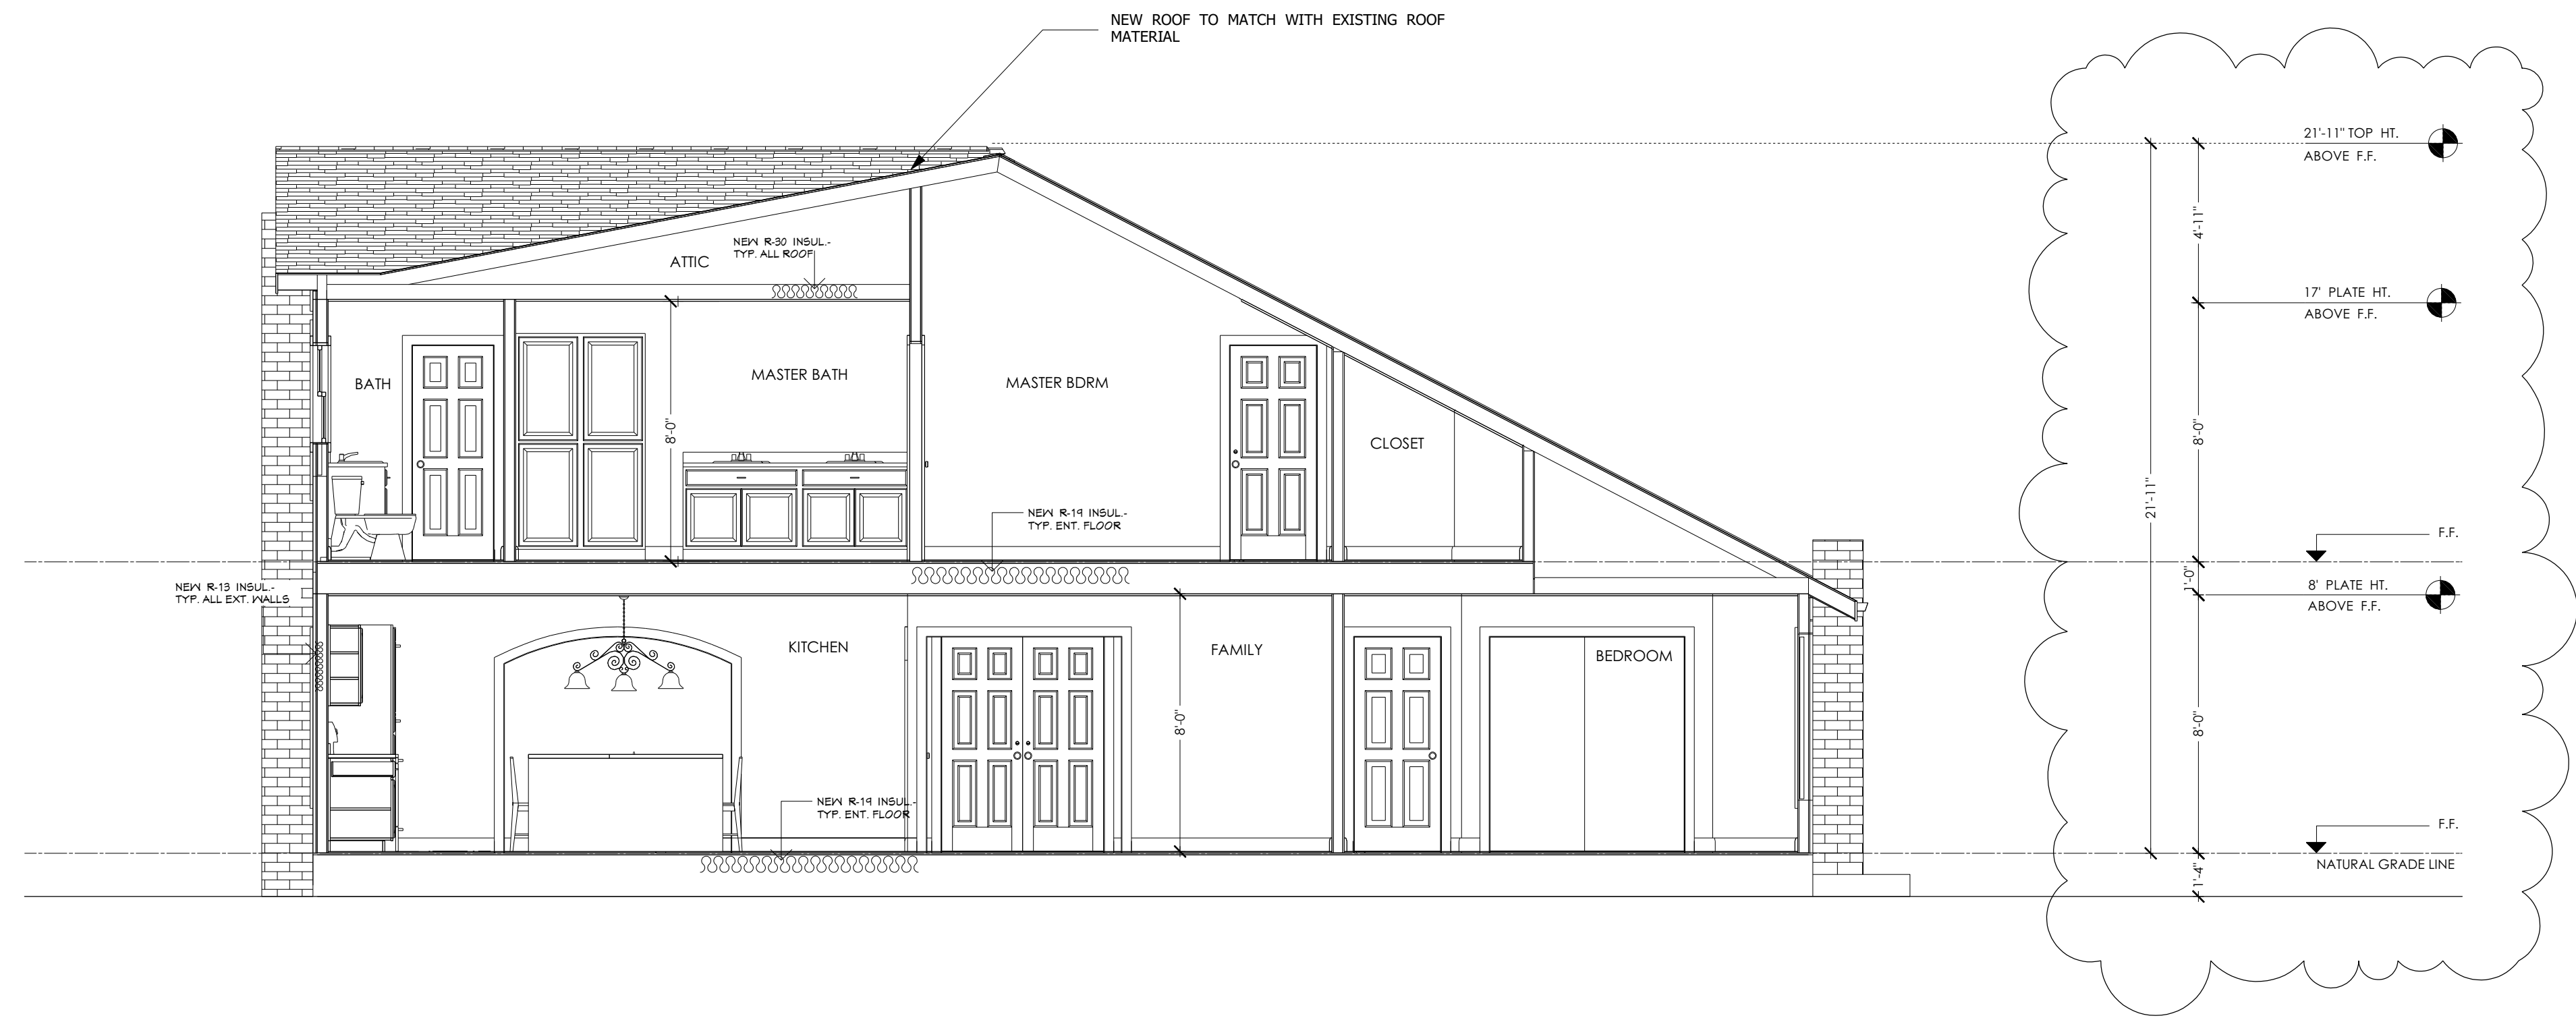 NEW ROOF TO MATCH WITH EXISTING ROOF
MATERIAL
21'-11" TOP HT.
ABOVE F.F.
4'-11"
NEW R-30 INSUL.-
TYP. ALL ROOF
ATTIC
17' PLATE HT.
ABOVE F.F.
BATH
MASTER BATH
MASTER BDRM
8'-0"
CLOSET
8'-0"
21'-11"
NEW R-19 INSUL.-
TYP. ENT. FLOOR
F.F.
NEW R-13 INSUL.-
TYP. ALL EXT. WALLS
1'-0"
8' PLATE HT.
ABOVE F.F.
KITCHEN
FAMILY
BEDROOM
8'-0"
8'-0"
NEW R-19 INSUL.-
TYP. ENT. FLOOR
F.F.
NATURAL GRADE LINE
1'-4"